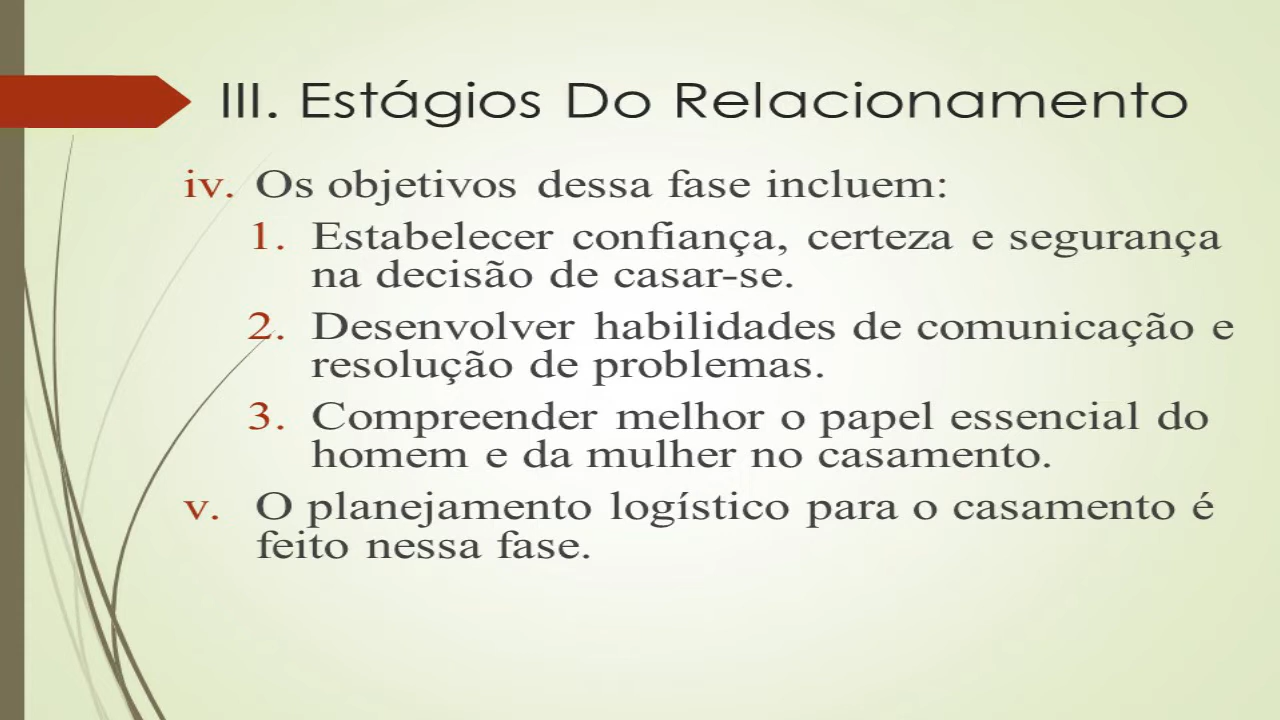 III. Estágios Do Relacionamento
iv. Os objetivos dessa fase incluem:
1. Estabelecer confiança, certeza e segurança
na decisão de casar-se.
2. Desenvolver habilidades de comunicação e
resolução de problemas.
3. Compreender melhor o papel essencial do
homem e da mulher no casamento.
v. O planejamento logístico para o casamento é
feito nessa fase.